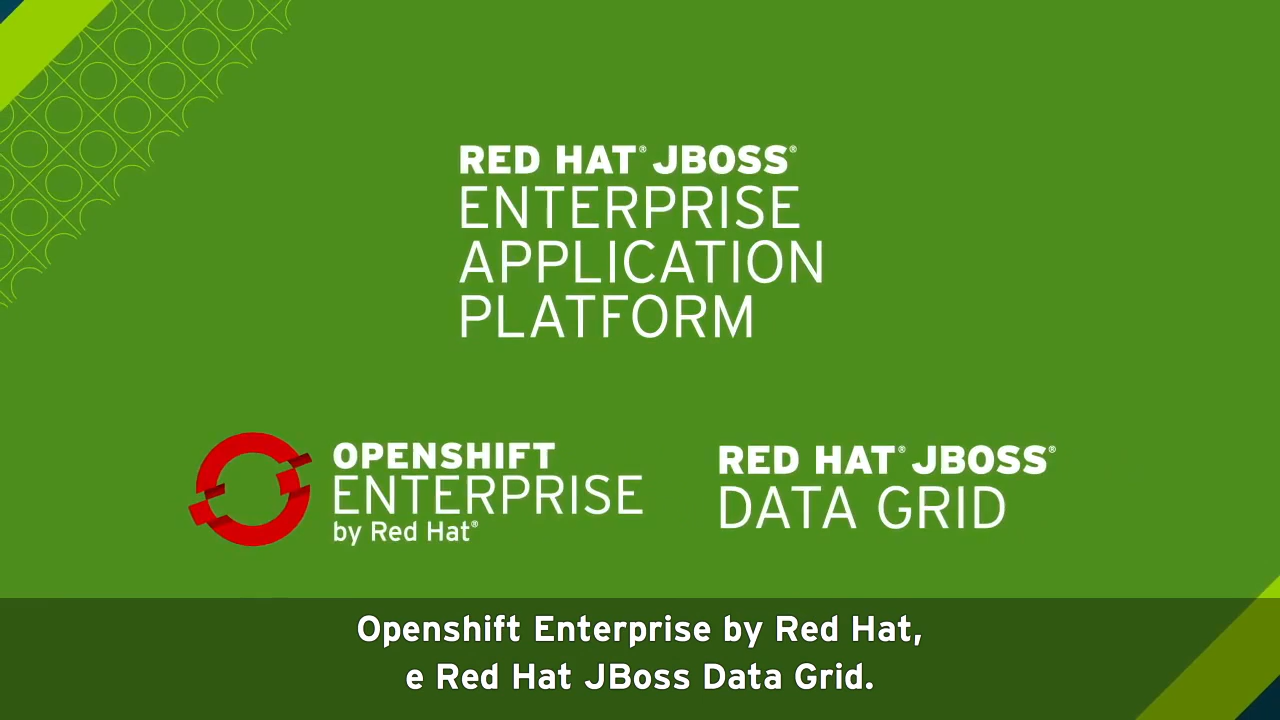 RED HAT® JBOSS®
ENTERPRISE
APPLICATION
PLATFORM
OPENSHIFT
ENTERPRISE
by Red Hat®
RED HAT® JBOSS®
DATA GRID
Openshift Enterprise by Red Hat,
e Red Hat JBoss Data Grid.